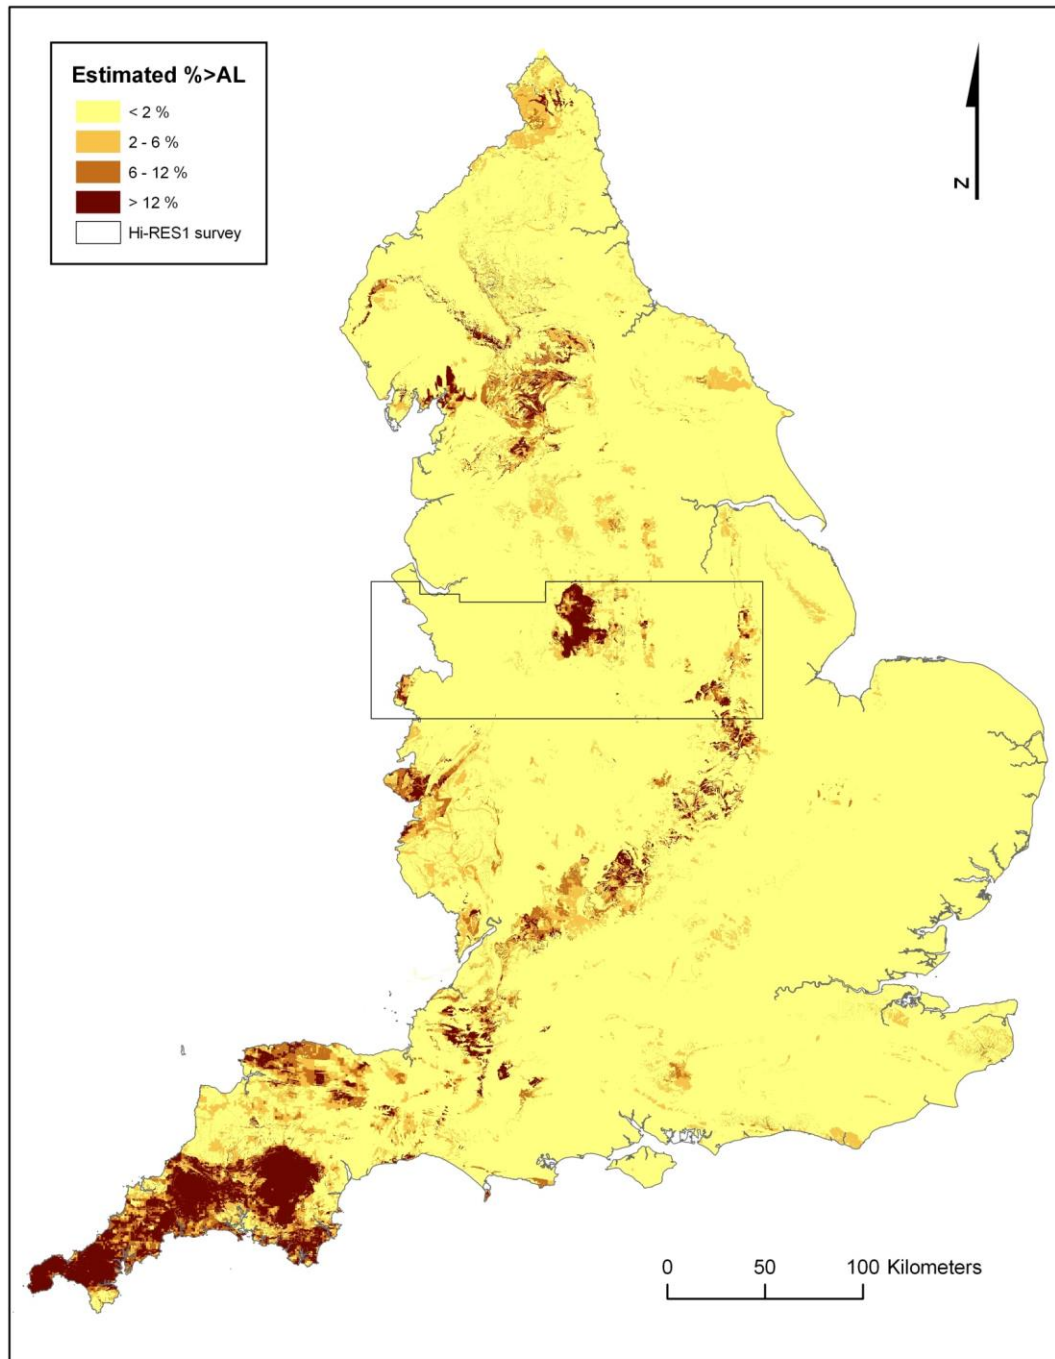 Estimated %>AL
< 2 %
2 - 6 %
6 - 12 %
> 12 %
Hi-RES1 survey
N
0 50 100 Kilometers